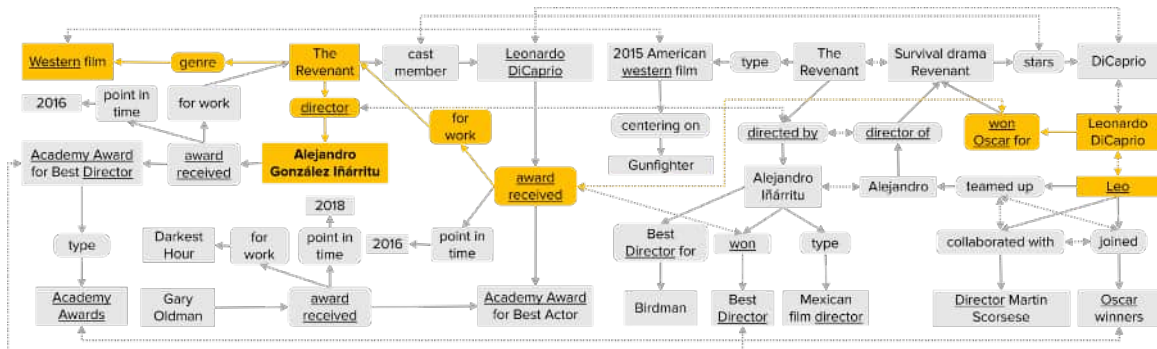 Western film
genre
The
Revenant
cast
member
Leonardo
DiCaprio
2015 American
western film
type
The
Revenant
Survival drama
Revenant
stars
DiCaprio
2016
point in
time
for work
director
for
work
centering on
directed by
director of
won
Oscar for
Leonardo
DiCaprio
Academy Award
for Best Director
award
received
Alejandro
González Iñárritu
award
received
Gunfighter
Alejandro
Iñárritu
Alejandro
teamed up
Leo
type
Darkest
Hour
for
work
2018
point in
time
2016
point in
time
Best
Director for
won
type
collaborated with
joined
Academy
Awards
Gary
Oldman
award
received
Academy Award
for Best Actor
Birdman
Best
Director
Mexican
film director
Director Martin
Scorsese
Oscar
winners